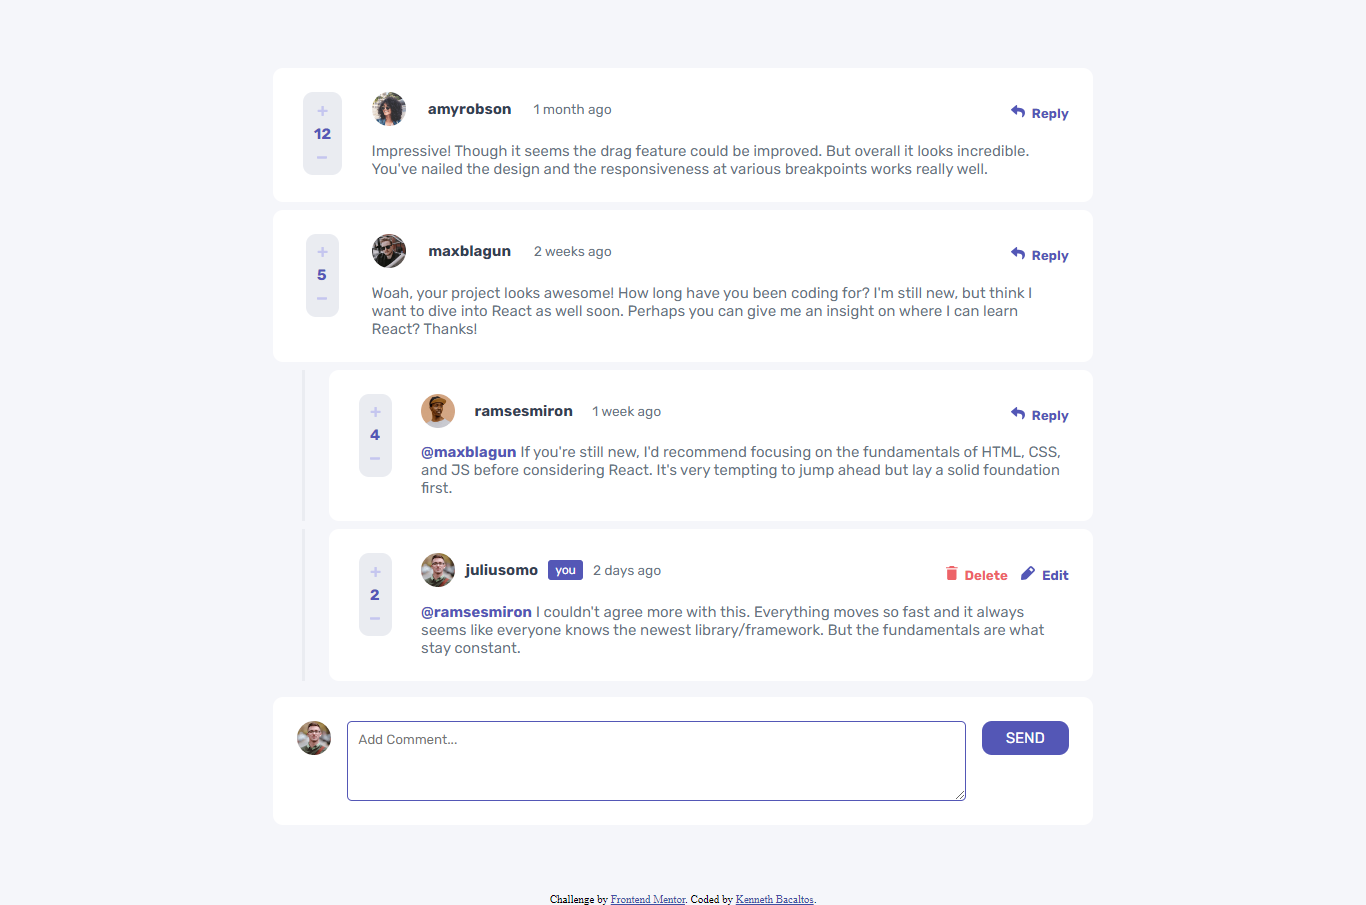 +
12
−
amyrobson 1 month ago Reply
Impressive! Though it seems the drag feature could be improved. But overall it looks incredible.
You've nailed the design and the responsiveness at various breakpoints works really well.
+
5
−
maxblagun 2 weeks ago Reply
Woah, your project looks awesome! How long have you been coding for? I'm still new, but think I
want to dive into React as well soon. Perhaps you can give me an insight on where I can learn
React? Thanks!
+
4
−
ramsesmiron 1 week ago Reply
@maxblagun If you're still new, I'd recommend focusing on the fundamentals of HTML, CSS,
and JS before considering React. It's very tempting to jump ahead but lay a solid foundation
first.
+
2
−
juliusomo you 2 days ago Delete Edit
@ramsesmiron I couldn't agree more with this. Everything moves so fast and it always
seems like everyone knows the newest library/framework. But the fundamentals are what
stay constant.
Add Comment... SEND
Challenge by Frontend Mentor. Coded by Kenneth Bacaltos.